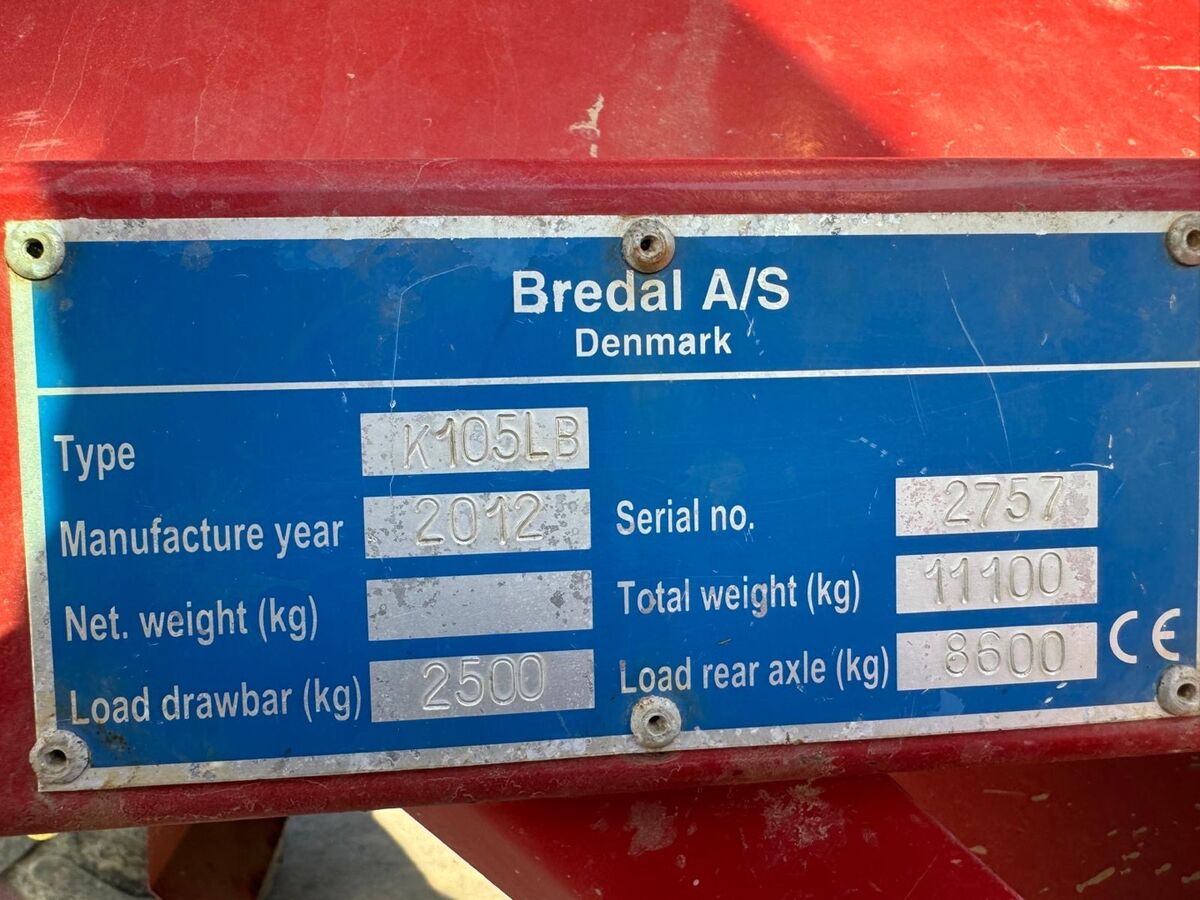 Bredal A/S
Denmark
Type K105LB
Manufacture year 2012 Serial no. 2757
Net. weight (kg) Total weight (kg) 11100
Load drawbar (kg) 2500 Load rear axle (kg) 8600 CE